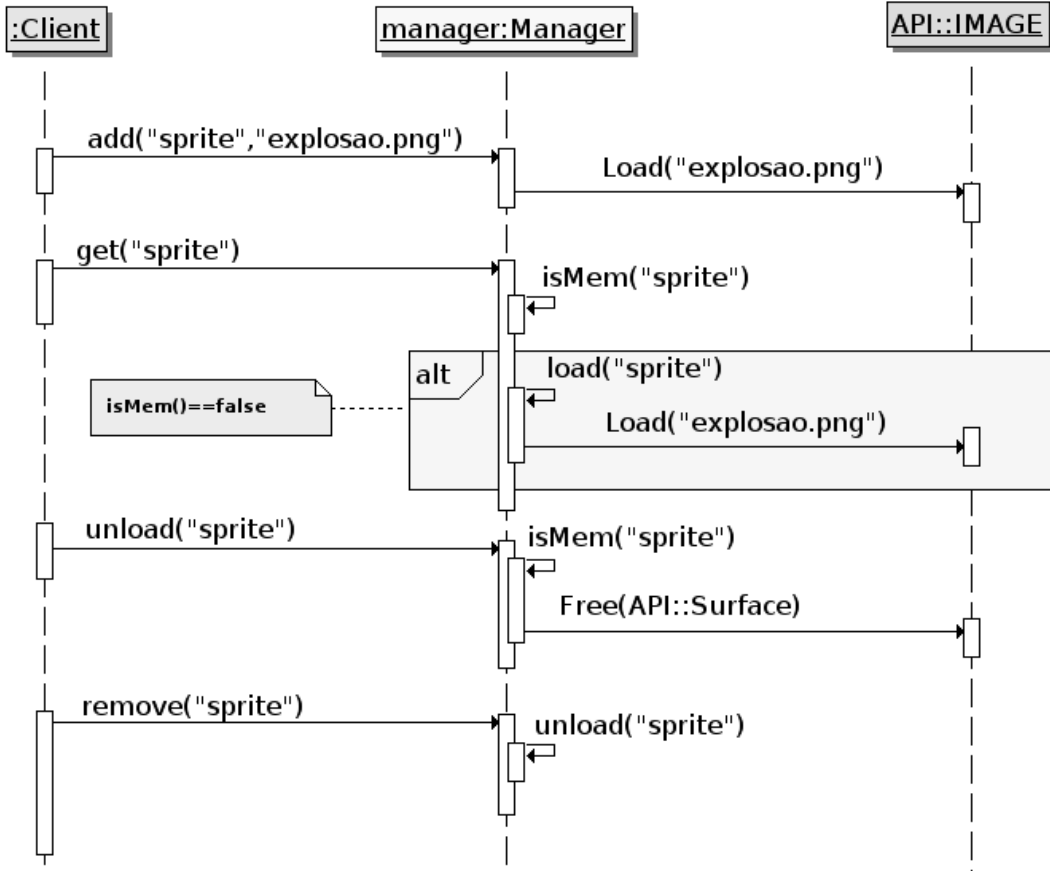 :Client
manager:Manager
API::IMAGE
add("sprite","explosao.png")
Load("explosao.png")
get("sprite")
isMem("sprite")
alt
load("sprite")
isMem()==false
Load("explosao.png")
unload("sprite")
isMem("sprite")
Free(API::Surface)
remove("sprite")
unload("sprite")